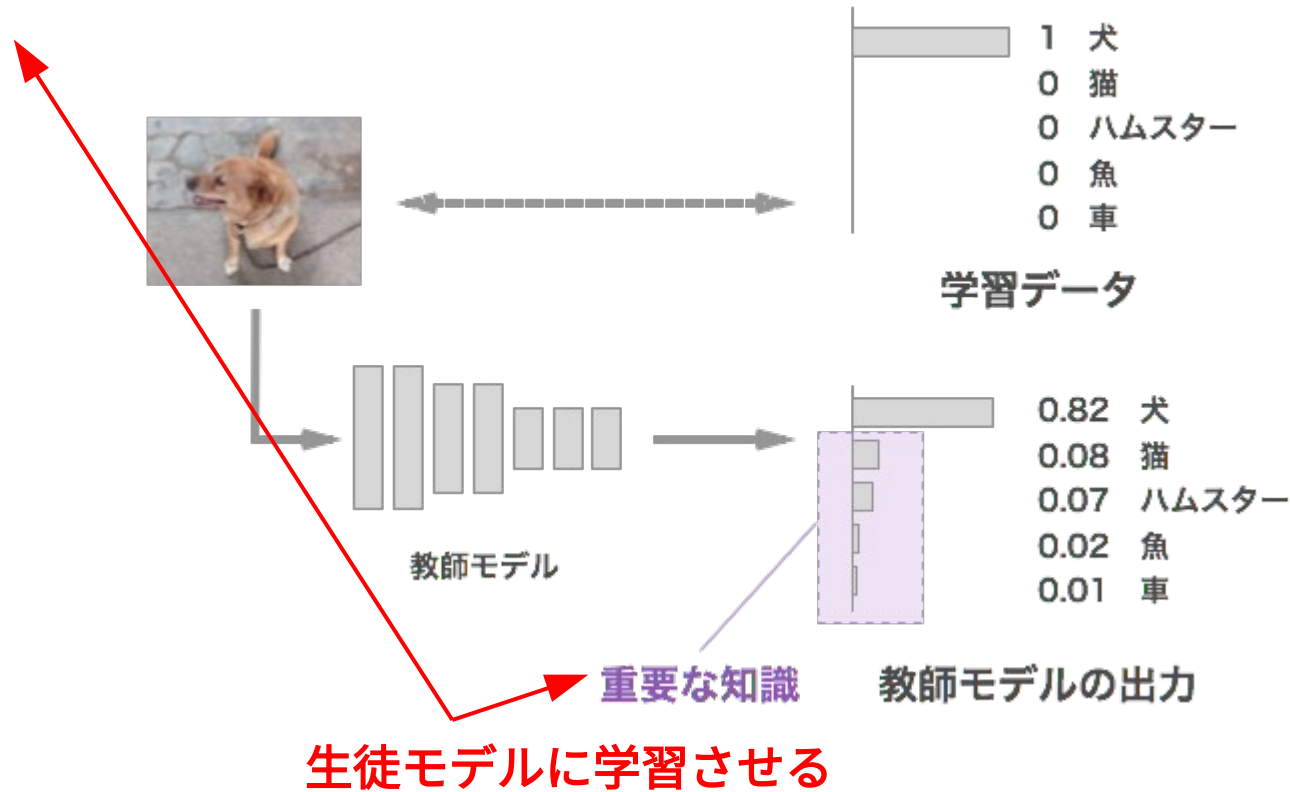 1 犬
0 猫
0 ハムスター
0 魚
0 車
学習データ
0.82 犬
0.08 猫
0.07 ハムスター
0.02 魚
0.01 車
教師モデル
重要な知識
教師モデルの出力
生徒モデルに学習させる